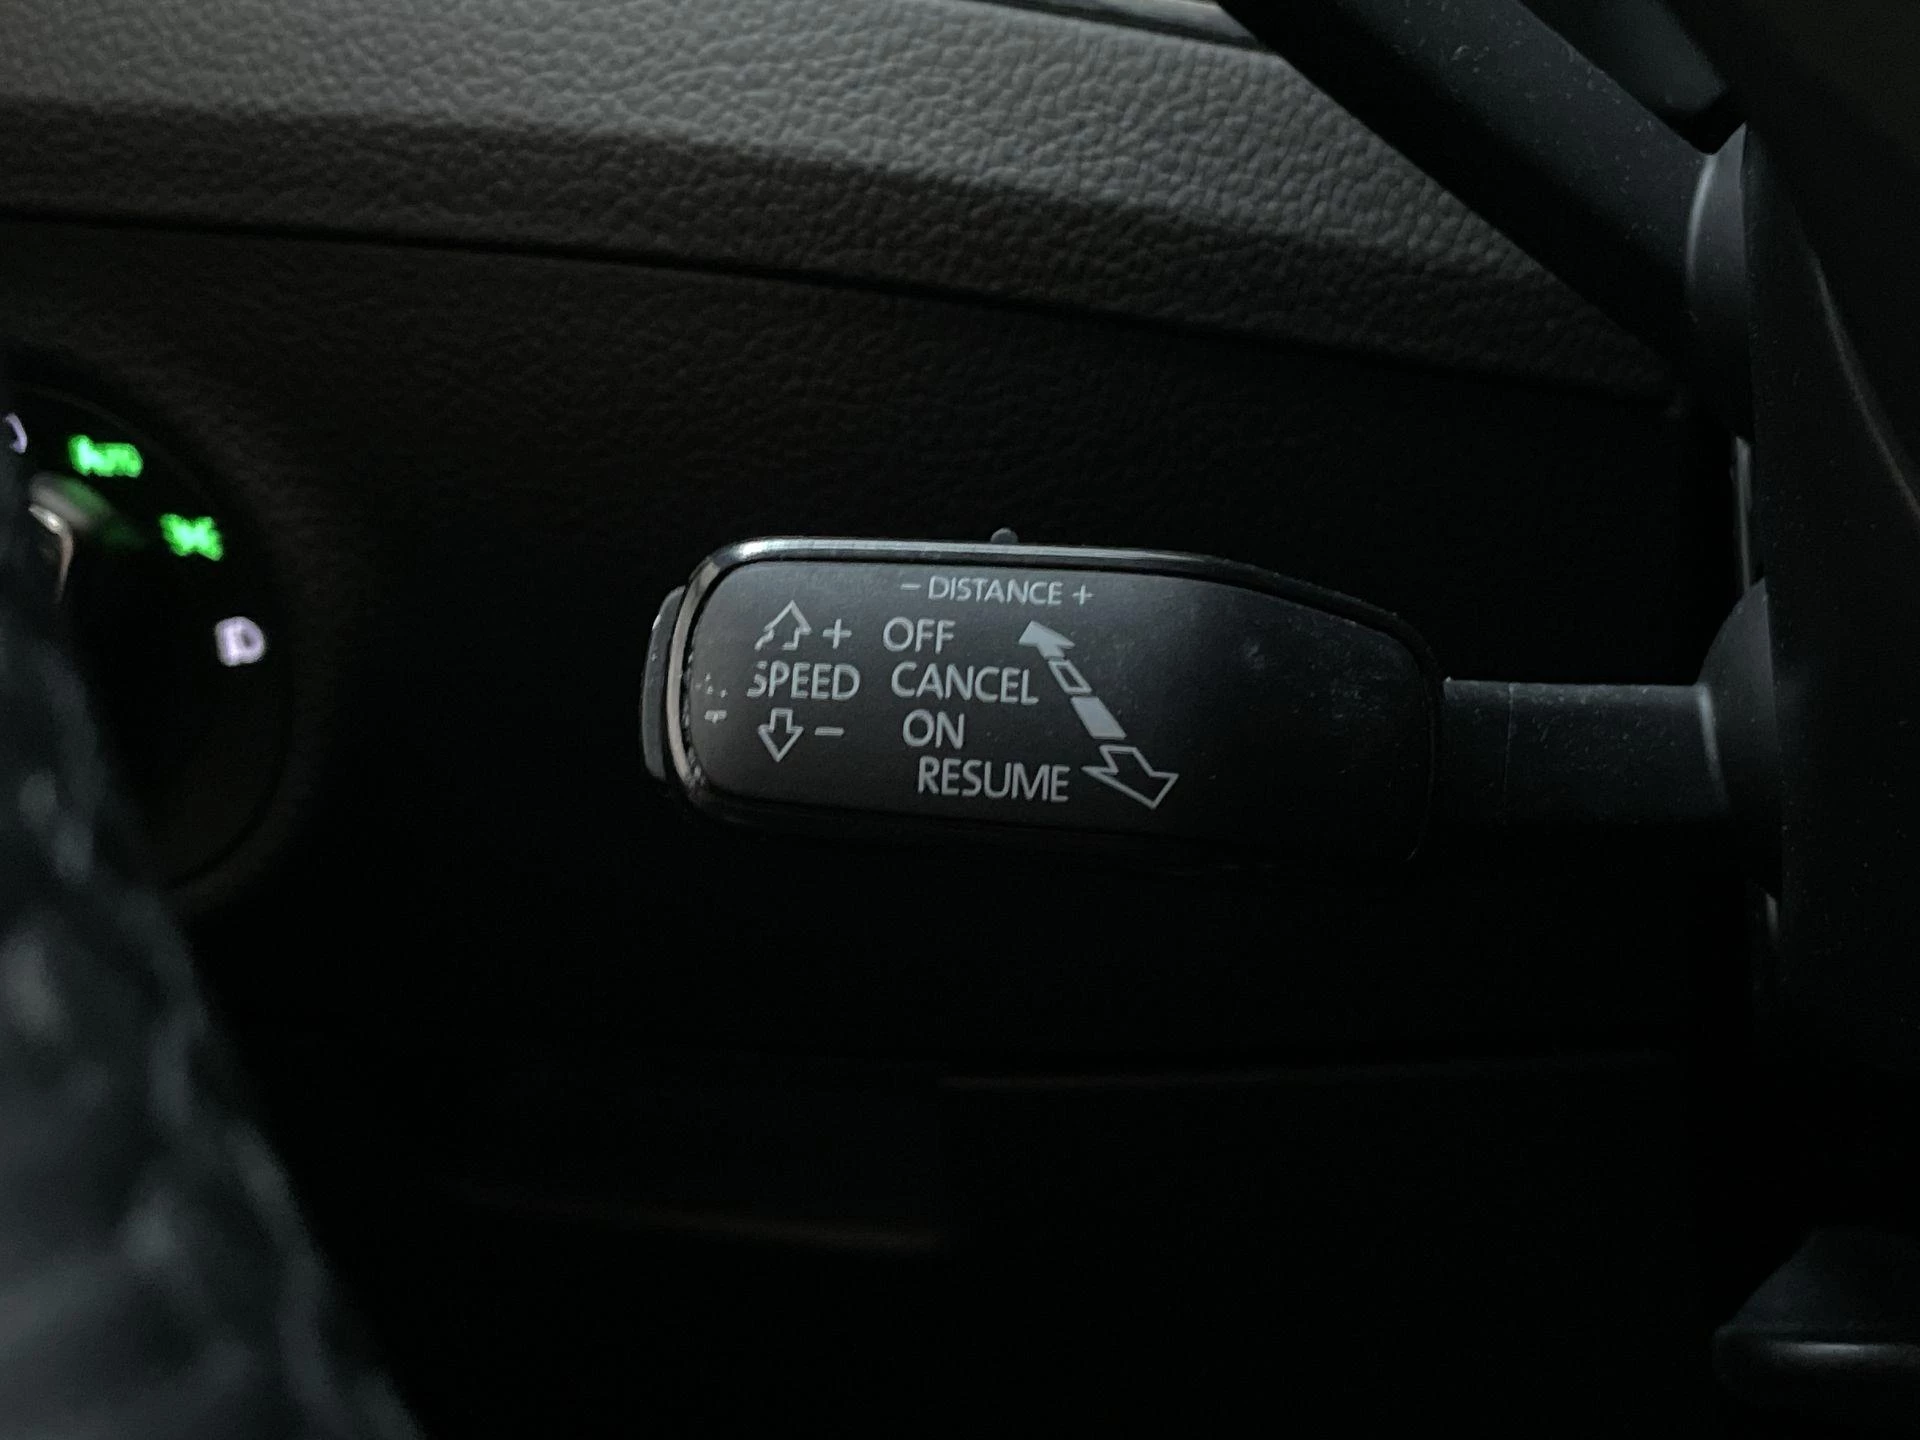 – DISTANCE +
+ OFF
SPEED CANCEL
– ON
RESUME